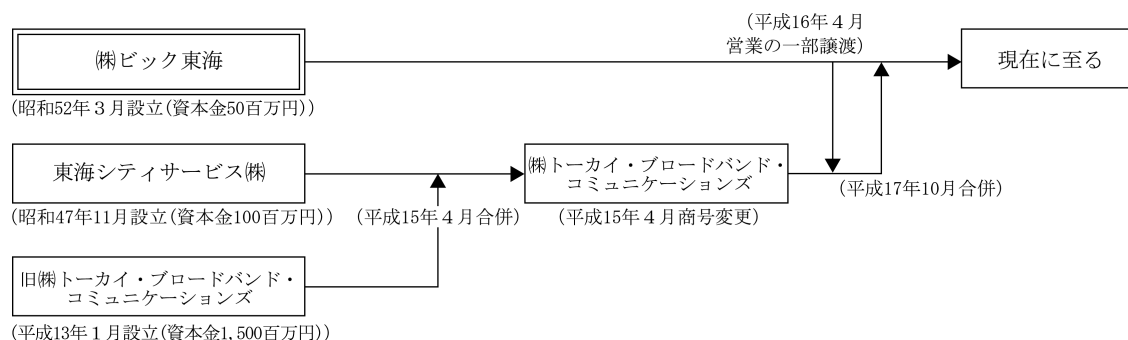 (平成16年4月
営業の一部譲渡)
㈱ビック東海
現在に至る
(昭和52年3月設立(資本金50百万円))
東海シティサービス㈱
㈱トーカイ・ブロードバンド・
コミュニケーションズ
(平成17年10月合併)
(昭和47年11月設立(資本金100百万円))
(平成15年4月合併)
(平成15年4月商号変更)
旧㈱トーカイ・ブロードバンド・
コミュニケーションズ
(平成13年1月設立(資本金1,500百万円))